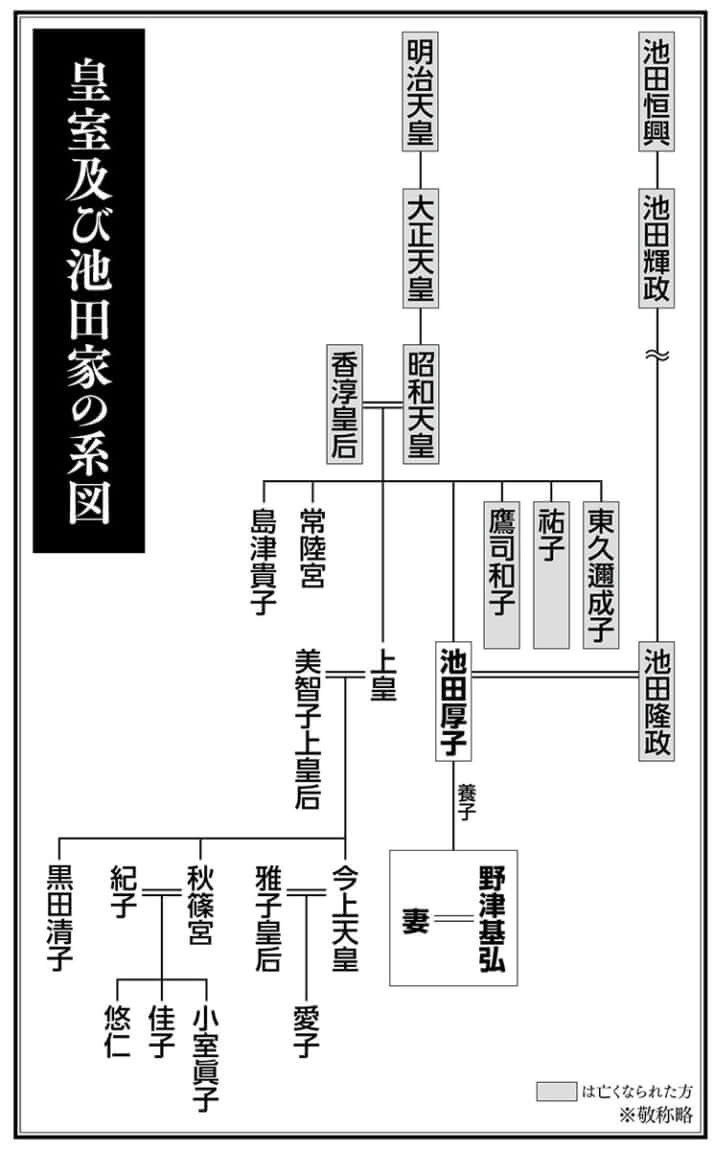 皇室及び池田家の系図
池田恒興
池田輝政
明治天皇
大正天皇
昭和天皇
香淳皇后
東久邇成子
祐子
鷹司和子
常陸宮
島津貴子
池田隆政
池田厚子
上皇
美智子上皇后
養子
野津基弘
妻
今上天皇
雅子皇后
秋篠宮
紀子
黒田清子
愛子
小室眞子
佳子
悠仁
は亡くなられた方
※敬称略